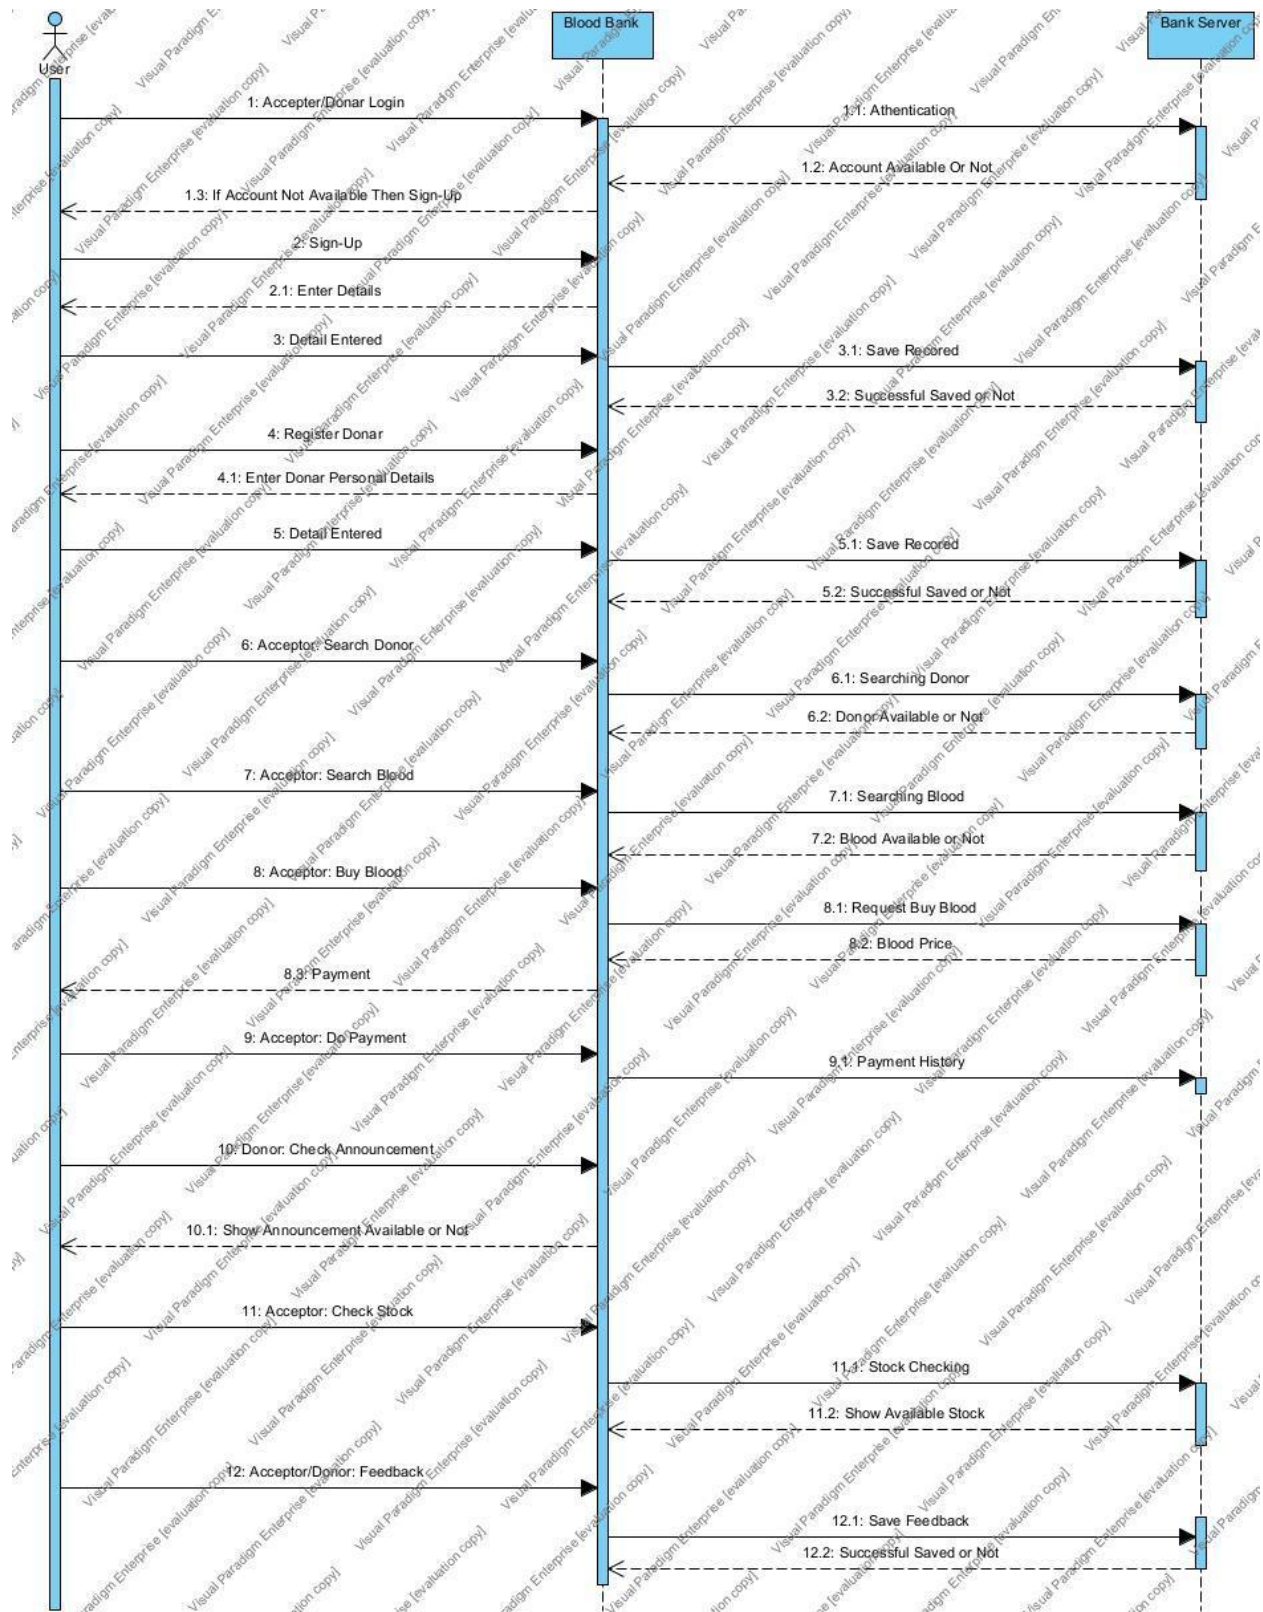 User
Blood Bank
Bank Server
1: Accepter/Donar Login
1.1: Athentication
1.2: Account Available Or Not
1.3: If Account Not Available Then Sign-Up
2: Sign-Up
2.1: Enter Details
3: Detail Entered
3.1: Save Recored
3.2: Successful Saved or Not
4: Register Donar
4.1: Enter Donar Personal Details
5: Detail Entered
5.1: Save Recored
5.2: Successful Saved or Not
6: Acceptor: Search Donor
6.1: Searching Donor
6.2: Donor Available or Not
7: Acceptor: Search Blood
7.1: Searching Blood
7.2: Blood Available or Not
8: Acceptor: Buy Blood
8.1: Request Buy Blood
8.2: Blood Price
8.3: Payment
9: Acceptor: Do Payment
9.1: Payment History
10: Donor: Check Announcement
10.1: Show Announcement Available or Not
11: Acceptor: Check Stock
11.1: Stock Checking
11.2: Show Available Stock
12: Acceptor/Donor: Feedback
12.1: Save Feedback
12.2: Successful Saved or Not
Visual Paradigm Enterprise [evaluation copy]